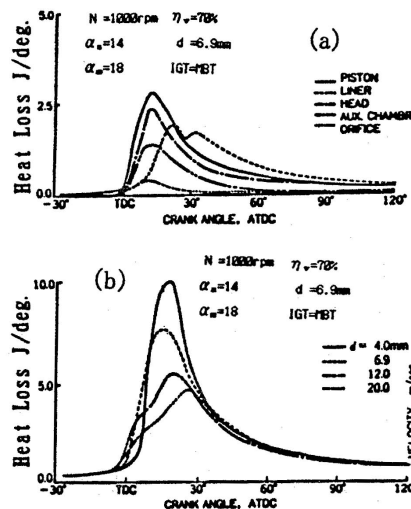 N =1000rpm ηv=70%
(a)
αa=14 d =6.9mm
αm=18 IGT=MBT
PISTON
LINER
HEAD
AUX. CHAMBR
ORIFICE
Heat Loss J/deg.
5.0
2.5
0.0
-30° TDC 30° 60° 90° 120°
CRANK ANGLE, ATDC
(b)
N =1000rpm ηv=70%
αa=14 d=6.9mm
αm=18 IGT=MBT
d= 4.0mm
6.9
12.0
20.0
Heat Loss J/deg.
10.0
5.0
0.0
-30° TDC 30° 60° 90° 120
CRANK ANGLE, ATDC